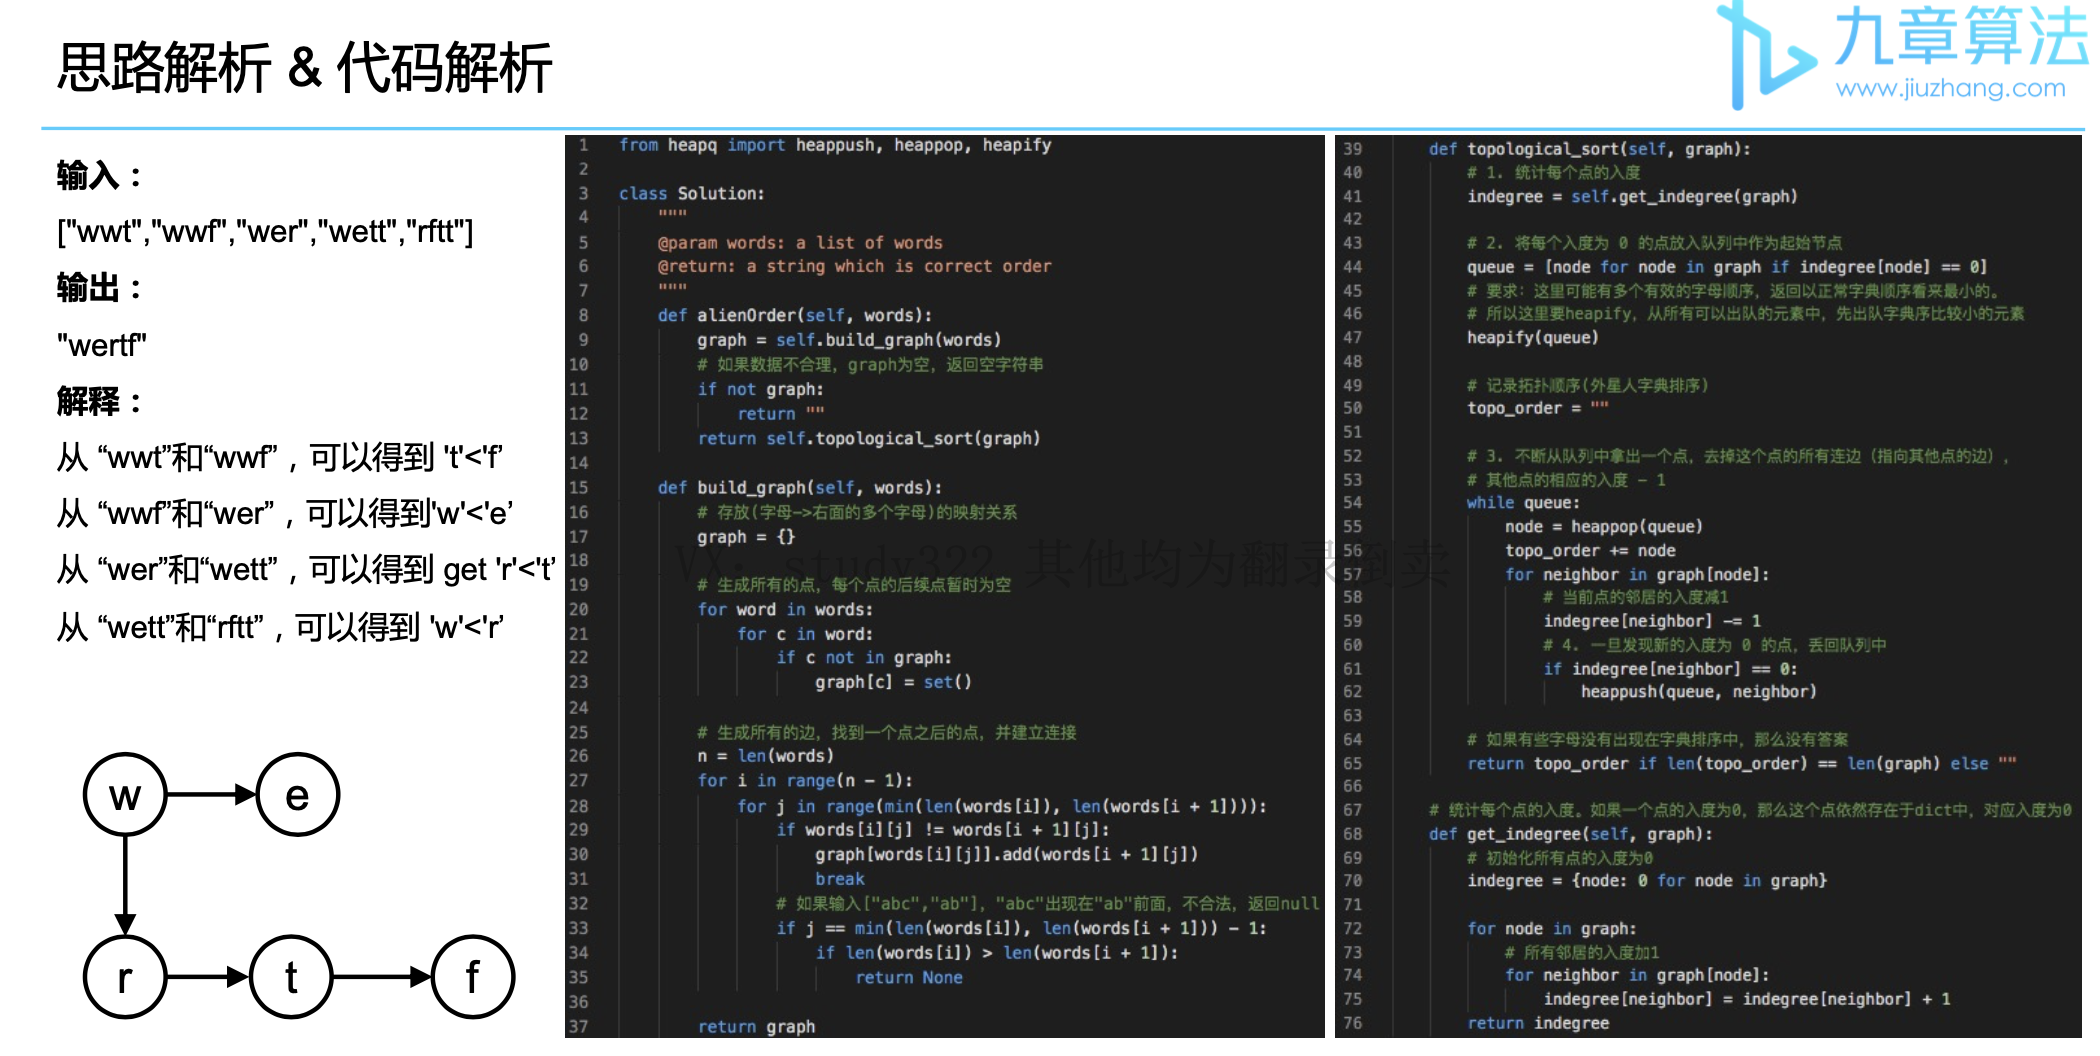 思路解析 & 代码解析
九章算法
www.jiuzhang.com
输入：
["wwt","wwf","wer","wett","rftt"]
输出：
"wertf"
解释：
从 “wwt”和“wwf”，可以得到 't'<'f’
从 “wwf”和“wer”，可以得到'w'<'e’
从 “wer”和“wett”，可以得到 get 'r'<'t’
从 “wett”和“rftt”，可以得到 'w'<'r’
w
e
r
t
f
1 from heapq import heappush, heappop, heapify
2
3 class Solution:
4 """
5 @param words: a list of words
6 @return: a string which is correct order
7 """
8 def alienOrder(self, words):
9 graph = self.build_graph(words)
10 # 如果数据不合理，graph为空，返回空字符串
11 if not graph:
12 return ""
13 return self.topological_sort(graph)
14
15 def build_graph(self, words):
16 # 存放(字母->右面的多个字母)的映射关系
17 graph = {}
18
19 # 生成所有的点，每个点的后续点暂时为空
20 for word in words:
21 for c in word:
22 if c not in graph:
23 graph[c] = set()
24
25 # 生成所有的边，找到一个点之后的点，并建立连接
26 n = len(words)
27 for i in range(n - 1):
28 for j in range(min(len(words[i]), len(words[i + 1]))):
29 if words[i][j] != words[i + 1][j]:
30 graph[words[i][j]].add(words[i + 1][j])
31 break
32 # 如果输入["abc","ab"]，"abc"出现在"ab"前面，不合法，返回null
33 if j == min(len(words[i]), len(words[i + 1])) - 1:
34 if len(words[i]) > len(words[i + 1]):
35 return None
36
37 return graph
39 def topological_sort(self, graph):
40 # 1. 统计每个点的入度
41 indegree = self.get_indegree(graph)
42
43 # 2. 将每个入度为 0 的点放入队列中作为起始节点
44 queue = [node for node in graph if indegree[node] == 0]
45 # 要求：这里可能有多个有效的字母顺序，返回以正常字典顺序看来最小的。
46 # 所以这里要heapify，从所有可以出队的元素中，先出队字典序比较小的元素
47 heapify(queue)
48
49 # 记录拓扑顺序(外星人字典排序)
50 topo_order = ""
51
52 # 3. 不断从队列中拿出一个点，去掉这个点的所有连边（指向其他点的边），
53 # 其他点的相应的入度 - 1
54 while queue:
55 node = heappop(queue)
56 topo_order += node
57 for neighbor in graph[node]:
58 # 当前点的邻居的入度减1
59 indegree[neighbor] -= 1
60 # 4. 一旦发现新的入度为 0 的点，丢回队列中
61 if indegree[neighbor] == 0:
62 heappush(queue, neighbor)
63
64 # 如果有些字母没有出现在字典排序中，那么没有答案
65 return topo_order if len(topo_order) == len(graph) else ""
66
67 # 统计每个点的入度。如果一个点的入度为0，那么这个点依然存在于dict中，对应入度为0
68 def get_indegree(self, graph):
69 # 初始化所有点的入度为0
70 indegree = {node: 0 for node in graph}
71
72 for node in graph:
73 # 所有邻居的入度加1
74 for neighbor in graph[node]:
75 indegree[neighbor] = indegree[neighbor] + 1
76 return indegree
VX: study322 其他均为翻录倒卖